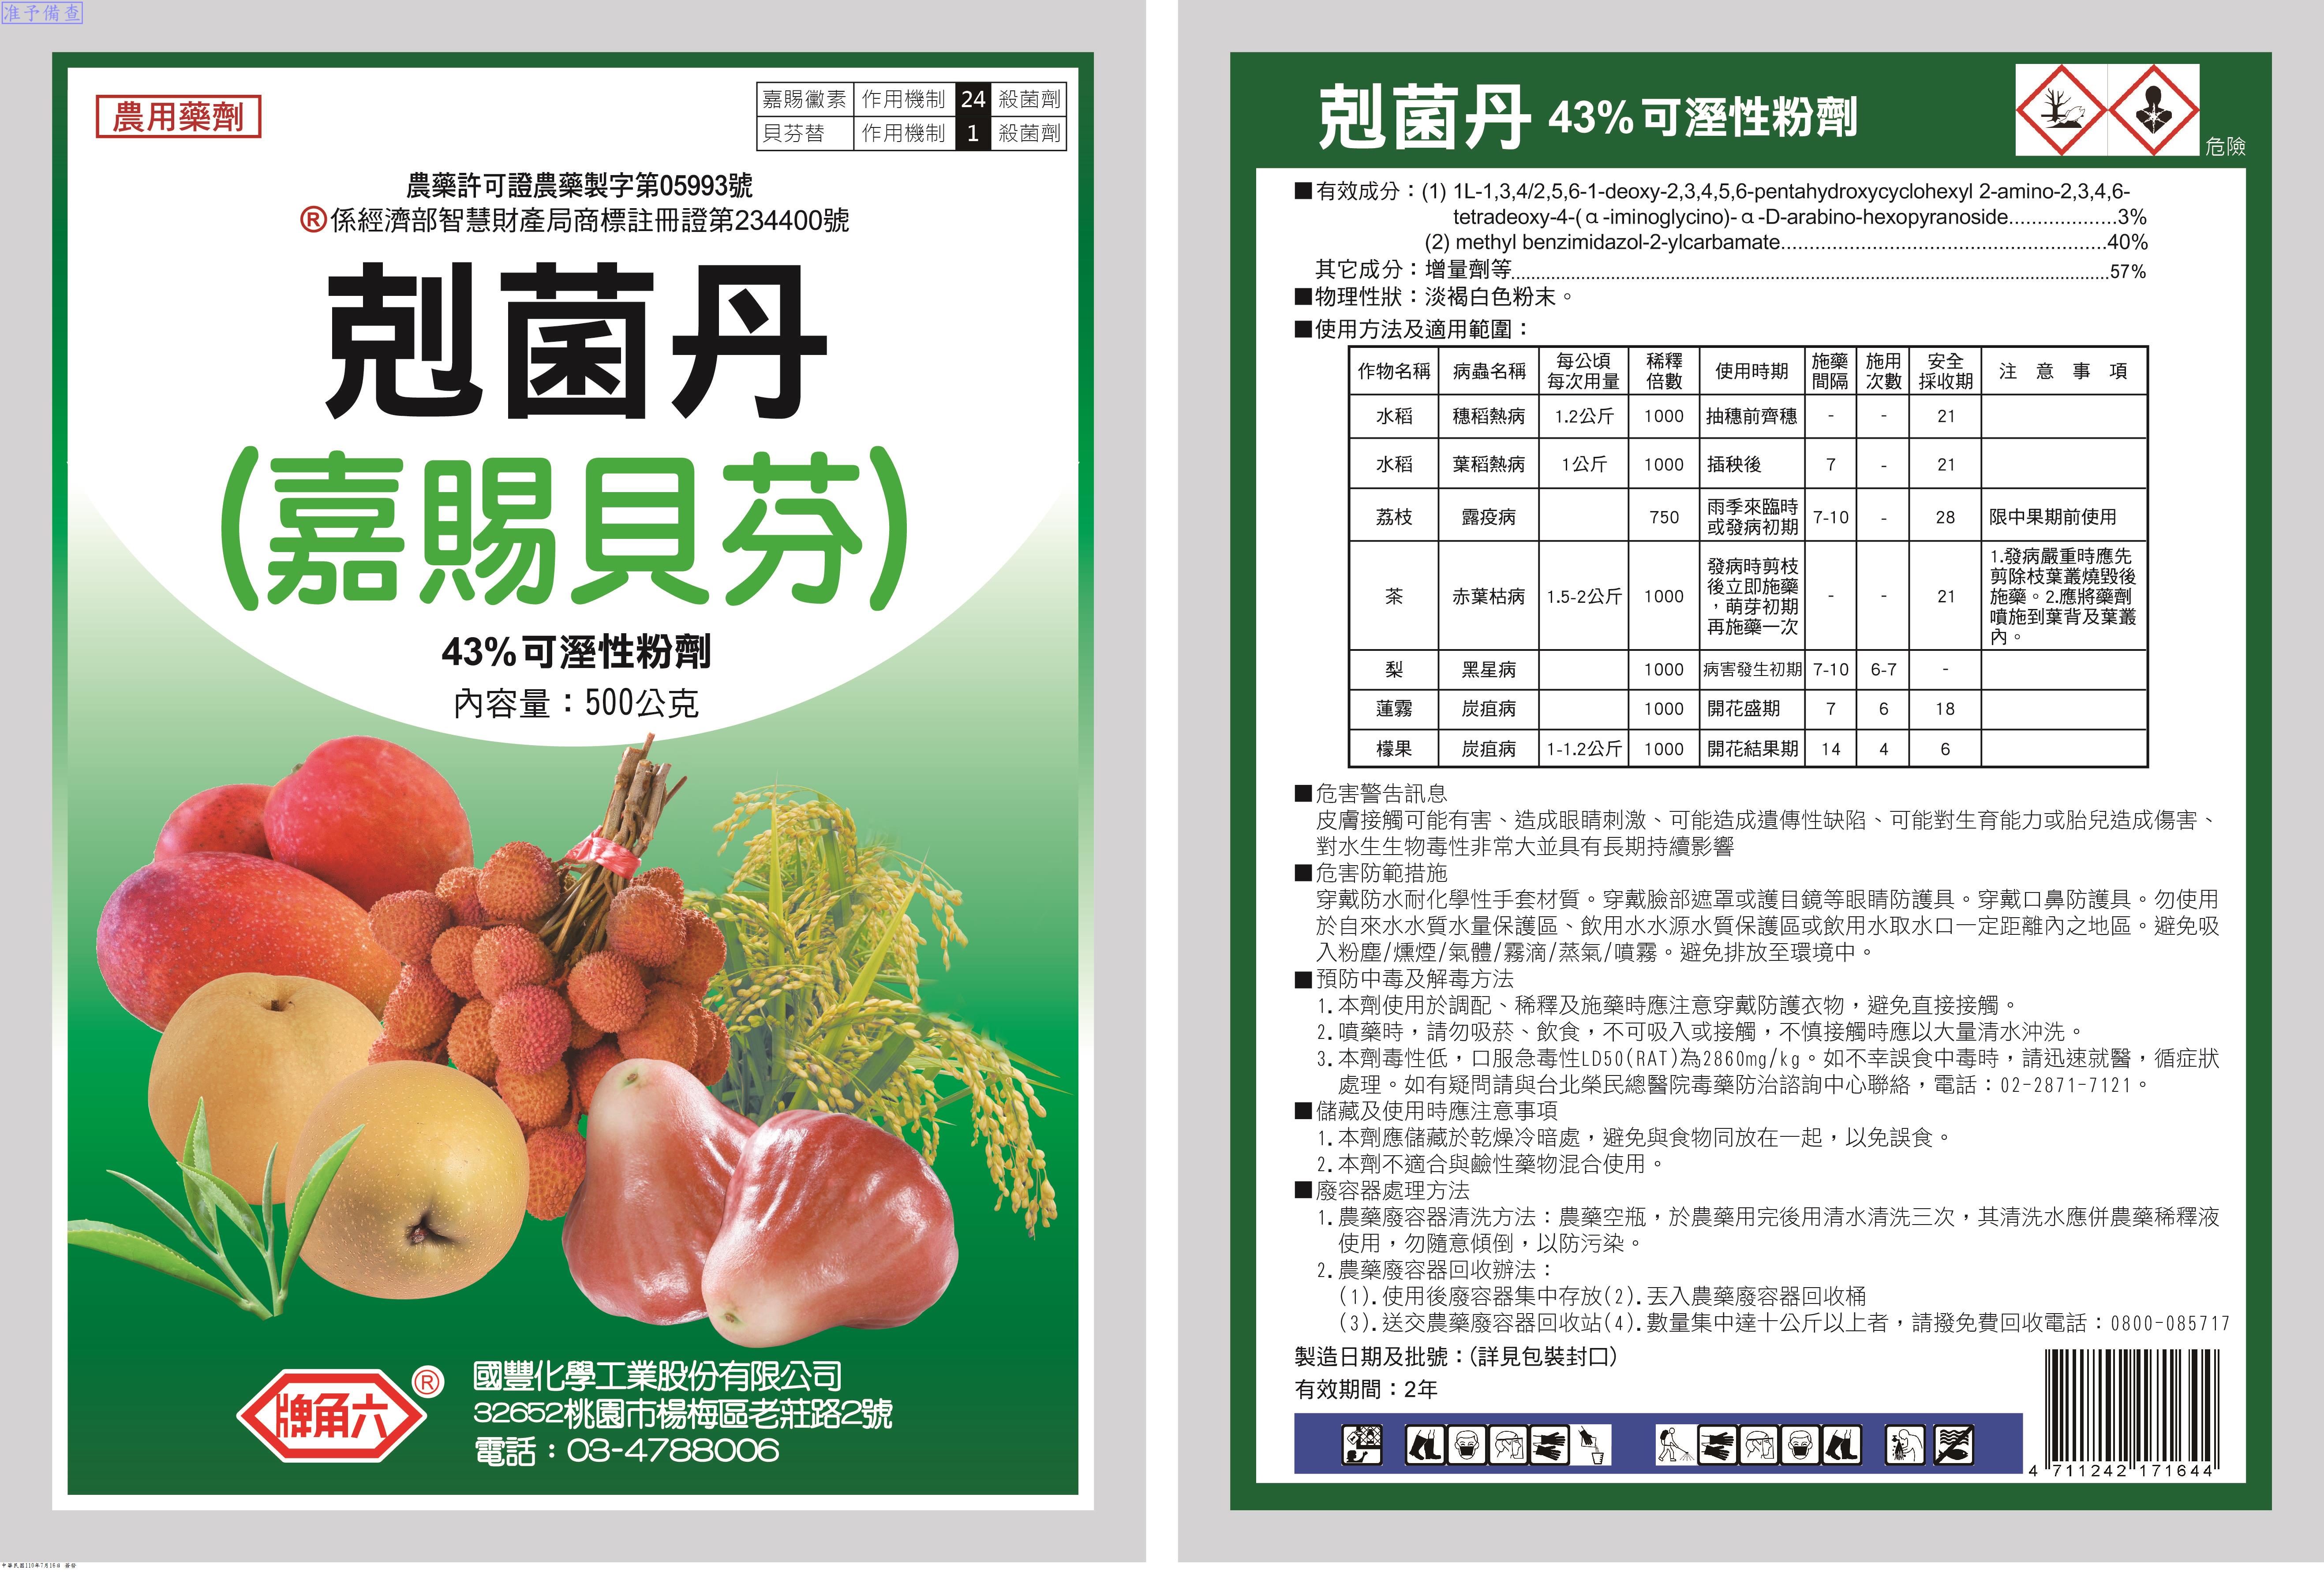 准予備查
農用藥劑
嘉賜黴素 作用機制 24 殺菌劑
貝芬替 作用機制 1 殺菌劑
農藥許可證農藥製字第05993號
®係經濟部智慧財產局商標註冊證第234400號
剋菌丹
(嘉賜貝芬)
43%可溼性粉劑
內容量：500公克
牌角六®
國豐化學工業股份有限公司
32652桃園市楊梅區老莊路2號
電話：03-4788006
中華民國110年7月16日
剋菌丹 43%可溼性粉劑
危險
■有效成分：(1) 1L-1,3,4/2,5,6-1-deoxy-2,3,4,5,6-pentahydroxycyclohexyl 2-amino-2,3,4,6-
tetradeoxy-4-(α-iminoglycino)-α-D-arabino-hexopyranoside...................3%
(2) methyl benzimidazol-2-ylcarbamate.........................................................40%
其它成分：增量劑等.........................................................57%
■物理性狀：淡褐白色粉末。
■使用方法及適用範圍：
作物名稱 病蟲名稱 每公頃每次用量 稀釋倍數 使用時期 施藥間隔 施用次數 安全採收期 注意事項
水稻 穗稻熱病 1.2公斤 1000 抽穗前齊穗 - - 21
水稻 葉稻熱病 1公斤 1000 插秧後 7 - 21
荔枝 露疫病 750 雨季來臨時或發病初期 7-10 - 28 限中果期前使用
茶 赤葉枯病 1.5-2公斤 1000 發病時剪枝後立即施藥，萌芽初期再施藥一次 - - 21 1.發病嚴重時應先剪除枝葉叢燒毀後施藥。2.應將藥劑噴施到葉背及葉叢內。
梨 黑星病 1000 病害發生初期 7-10 6-7 -
蓮霧 炭疽病 1000 開花盛期 7 6 18
檬果 炭疽病 1-1.2公斤 1000 開花結果期 14 4 6
■危害警告訊息
皮膚接觸可能有害、造成眼睛刺激、可能造成遺傳性缺陷、可能對生育能力或胎兒造成傷害、
對水生生物毒性非常大並具有長期持續影響
■危害防範措施
穿戴防水耐化學性手套材質。穿戴臉部遮罩或護目鏡等眼睛防護具。穿戴口鼻防護具。勿使用
於自來水水質水量保護區、飲用水水源水質保護區或飲用水取水口一定距離內之地區。避免吸
入粉塵/燻煙/氣體/霧滴/蒸氣/噴霧。避免排放至環境中。
■預防中毒及解毒方法
1.本劑使用於調配、稀釋及施藥時應注意穿戴防護衣物，避免直接接觸。
2.噴藥時，請勿吸菸、飲食，不可吸入或接觸，不慎接觸時應以大量清水沖洗。
3.本劑毒性低，口服急毒性LD50(RAT)為2860mg/kg。如不幸誤食中毒時，請迅速就醫，循症狀
處理。如有疑問請與台北榮民總醫院毒藥防治諮詢中心聯絡，電話：02-2871-7121。
■儲藏及使用時應注意事項
1.本劑應儲藏於乾燥冷暗處，避免與食物同放在一起，以免誤食。
2.本劑不適合與鹼性藥物混合使用。
■廢容器處理方法
1.農藥廢容器清洗方法：農藥空瓶，於農藥用完後用清水清洗三次，其清洗水應併農藥稀釋液
使用，勿隨意傾倒，以防污染。
2.農藥廢容器回收辦法：
(1).使用後廢容器集中存放(2).丟入農藥廢容器回收桶
(3).送交農藥廢容器回收站(4).數量集中達十公斤以上者，請撥免費回收電話：0800-085717
製造日期及批號：(詳見包裝封口)
有效期間：2年
4 711242 171644